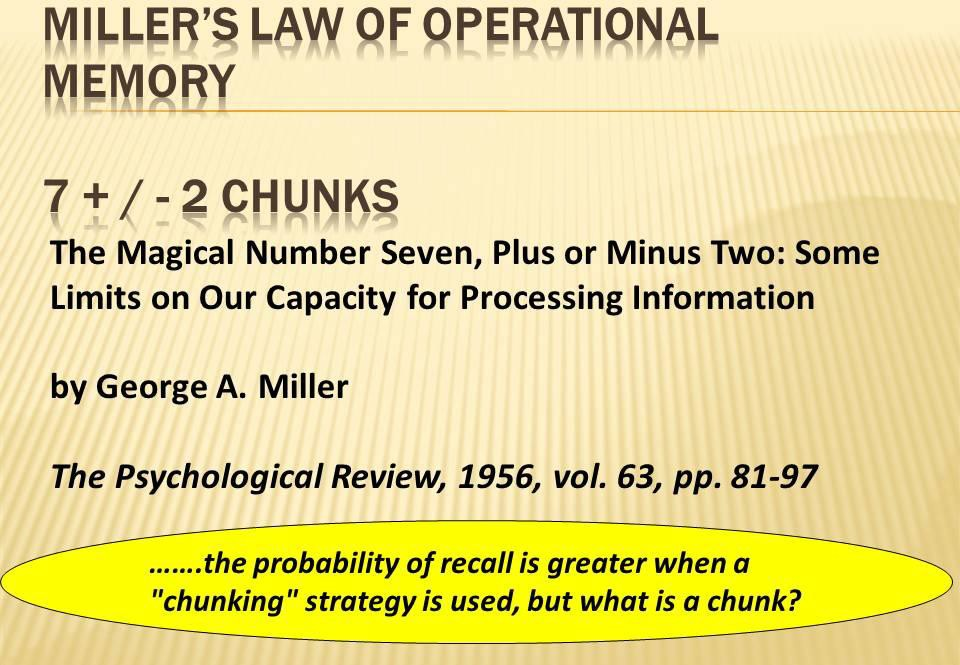 MILLER'S LAW OF OPERATIONAL
MEMORY
7 + / - 2 CHUNKS
The Magical Number Seven, Plus or Minus Two: Some
Limits on Our Capacity for Processing Information
by George A. Miller
The Psychological Review, 1956, vol. 63, pp. 81-97
…….the probability of recall is greater when a
"chunking" strategy is used, but what is a chunk?